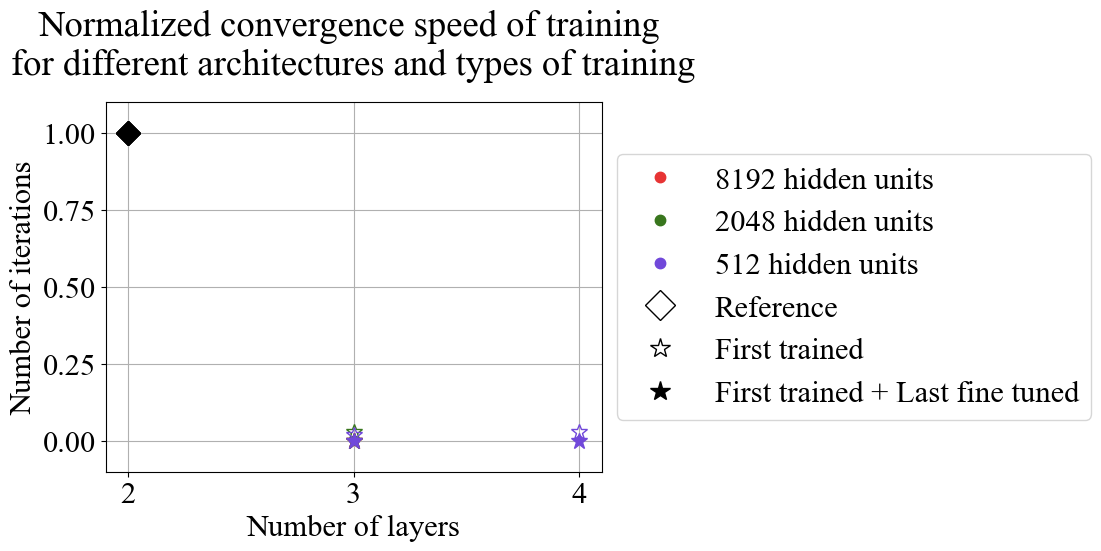 Normalized convergence speed of training
for different architectures and types of training
1.00
0.75
0.50
0.25
0.00
Number of iterations
2
3
4
Number of layers
8192 hidden units
2048 hidden units
512 hidden units
Reference
First trained
First trained + Last fine tuned